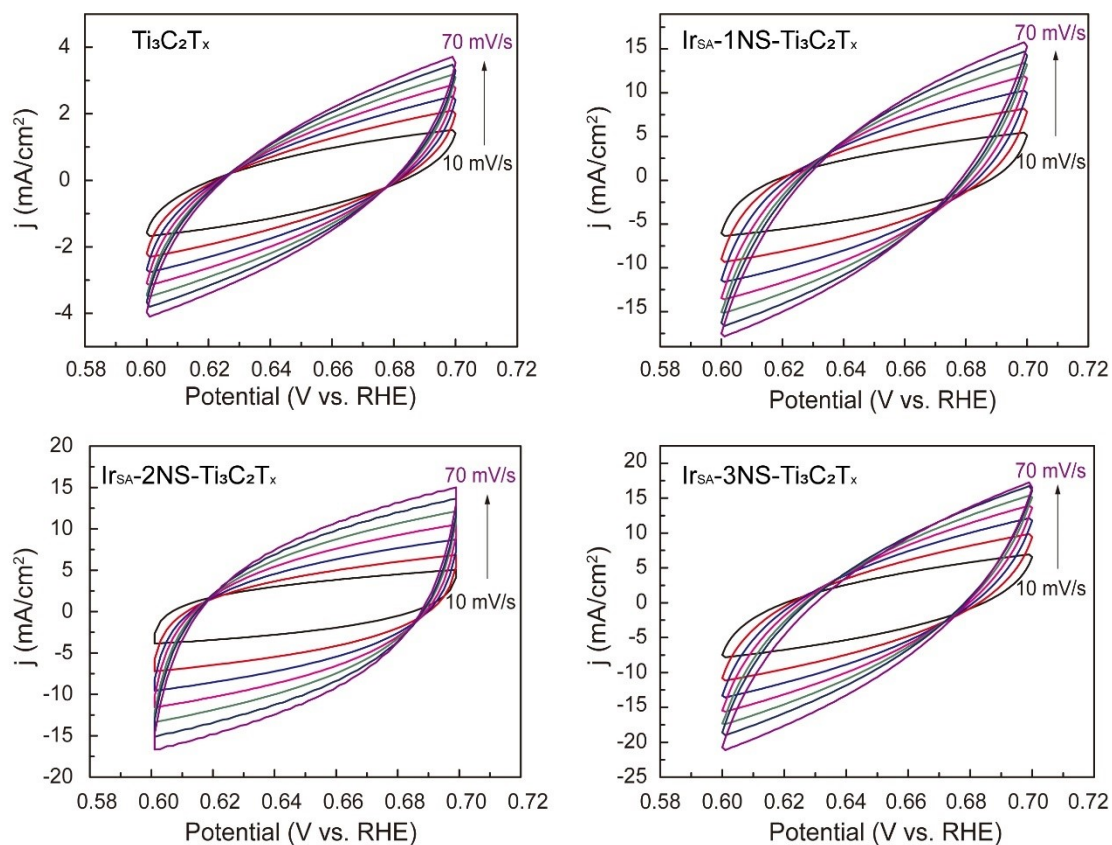 Ti₃C₂Tₓ
70 mV/s
10 mV/s
4
2
0
-2
-4
j (mA/cm²)
0.58 0.60 0.62 0.64 0.66 0.68 0.70 0.72
Potential (V vs. RHE)
Ir_SA-1NS-Ti₃C₂Tₓ
70 mV/s
10 mV/s
15
10
5
0
-5
-10
-15
j (mA/cm²)
0.58 0.60 0.62 0.64 0.66 0.68 0.70 0.72
Potential (V vs. RHE)
Ir_SA-2NS-Ti₃C₂Tₓ
70 mV/s
10 mV/s
20
15
10
5
0
-5
-10
-15
-20
j (mA/cm²)
0.58 0.60 0.62 0.64 0.66 0.68 0.70 0.72
Potential (V vs. RHE)
Ir_SA-3NS-Ti₃C₂Tₓ
70 mV/s
10 mV/s
20
15
10
5
0
-5
-10
-15
-20
-25
j (mA/cm²)
0.58 0.60 0.62 0.64 0.66 0.68 0.70 0.72
Potential (V vs. RHE)